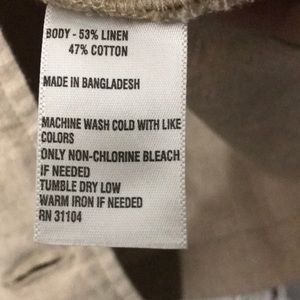 BODY - 53% LINEN
47% COTTON
MADE IN BANGLADESH
MACHINE WASH COLD WITH LIKE
COLORS
ONLY NON-CHLORINE BLEACH
IF NEEDED
TUMBLE DRY LOW
WARM IRON IF NEEDED
RN 31104